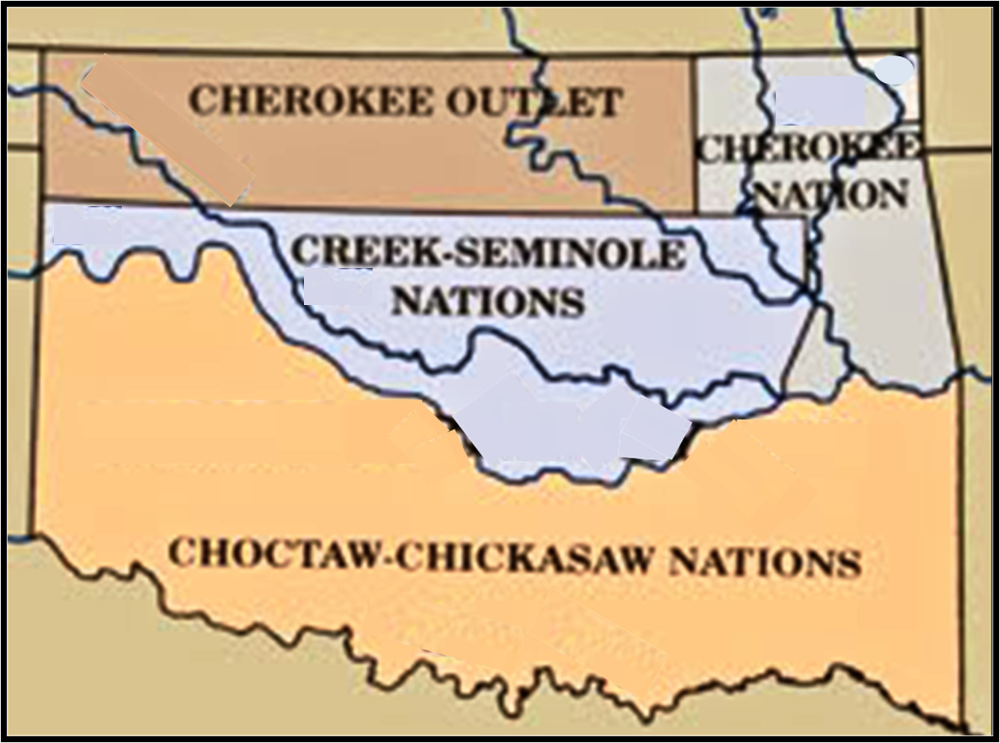 CHEROKEE OUTLET
CHEROKEE
NATION
CREEK-SEMINOLE
NATIONS
CHOCTAW-CHICKASAW NATIONS